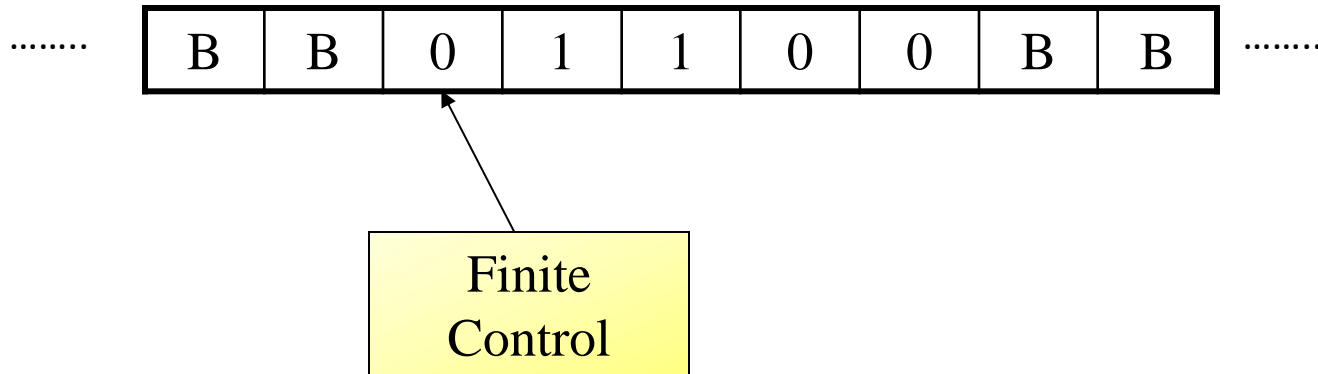 ........ B B 0 1 1 0 0 B B ........
Finite
Control